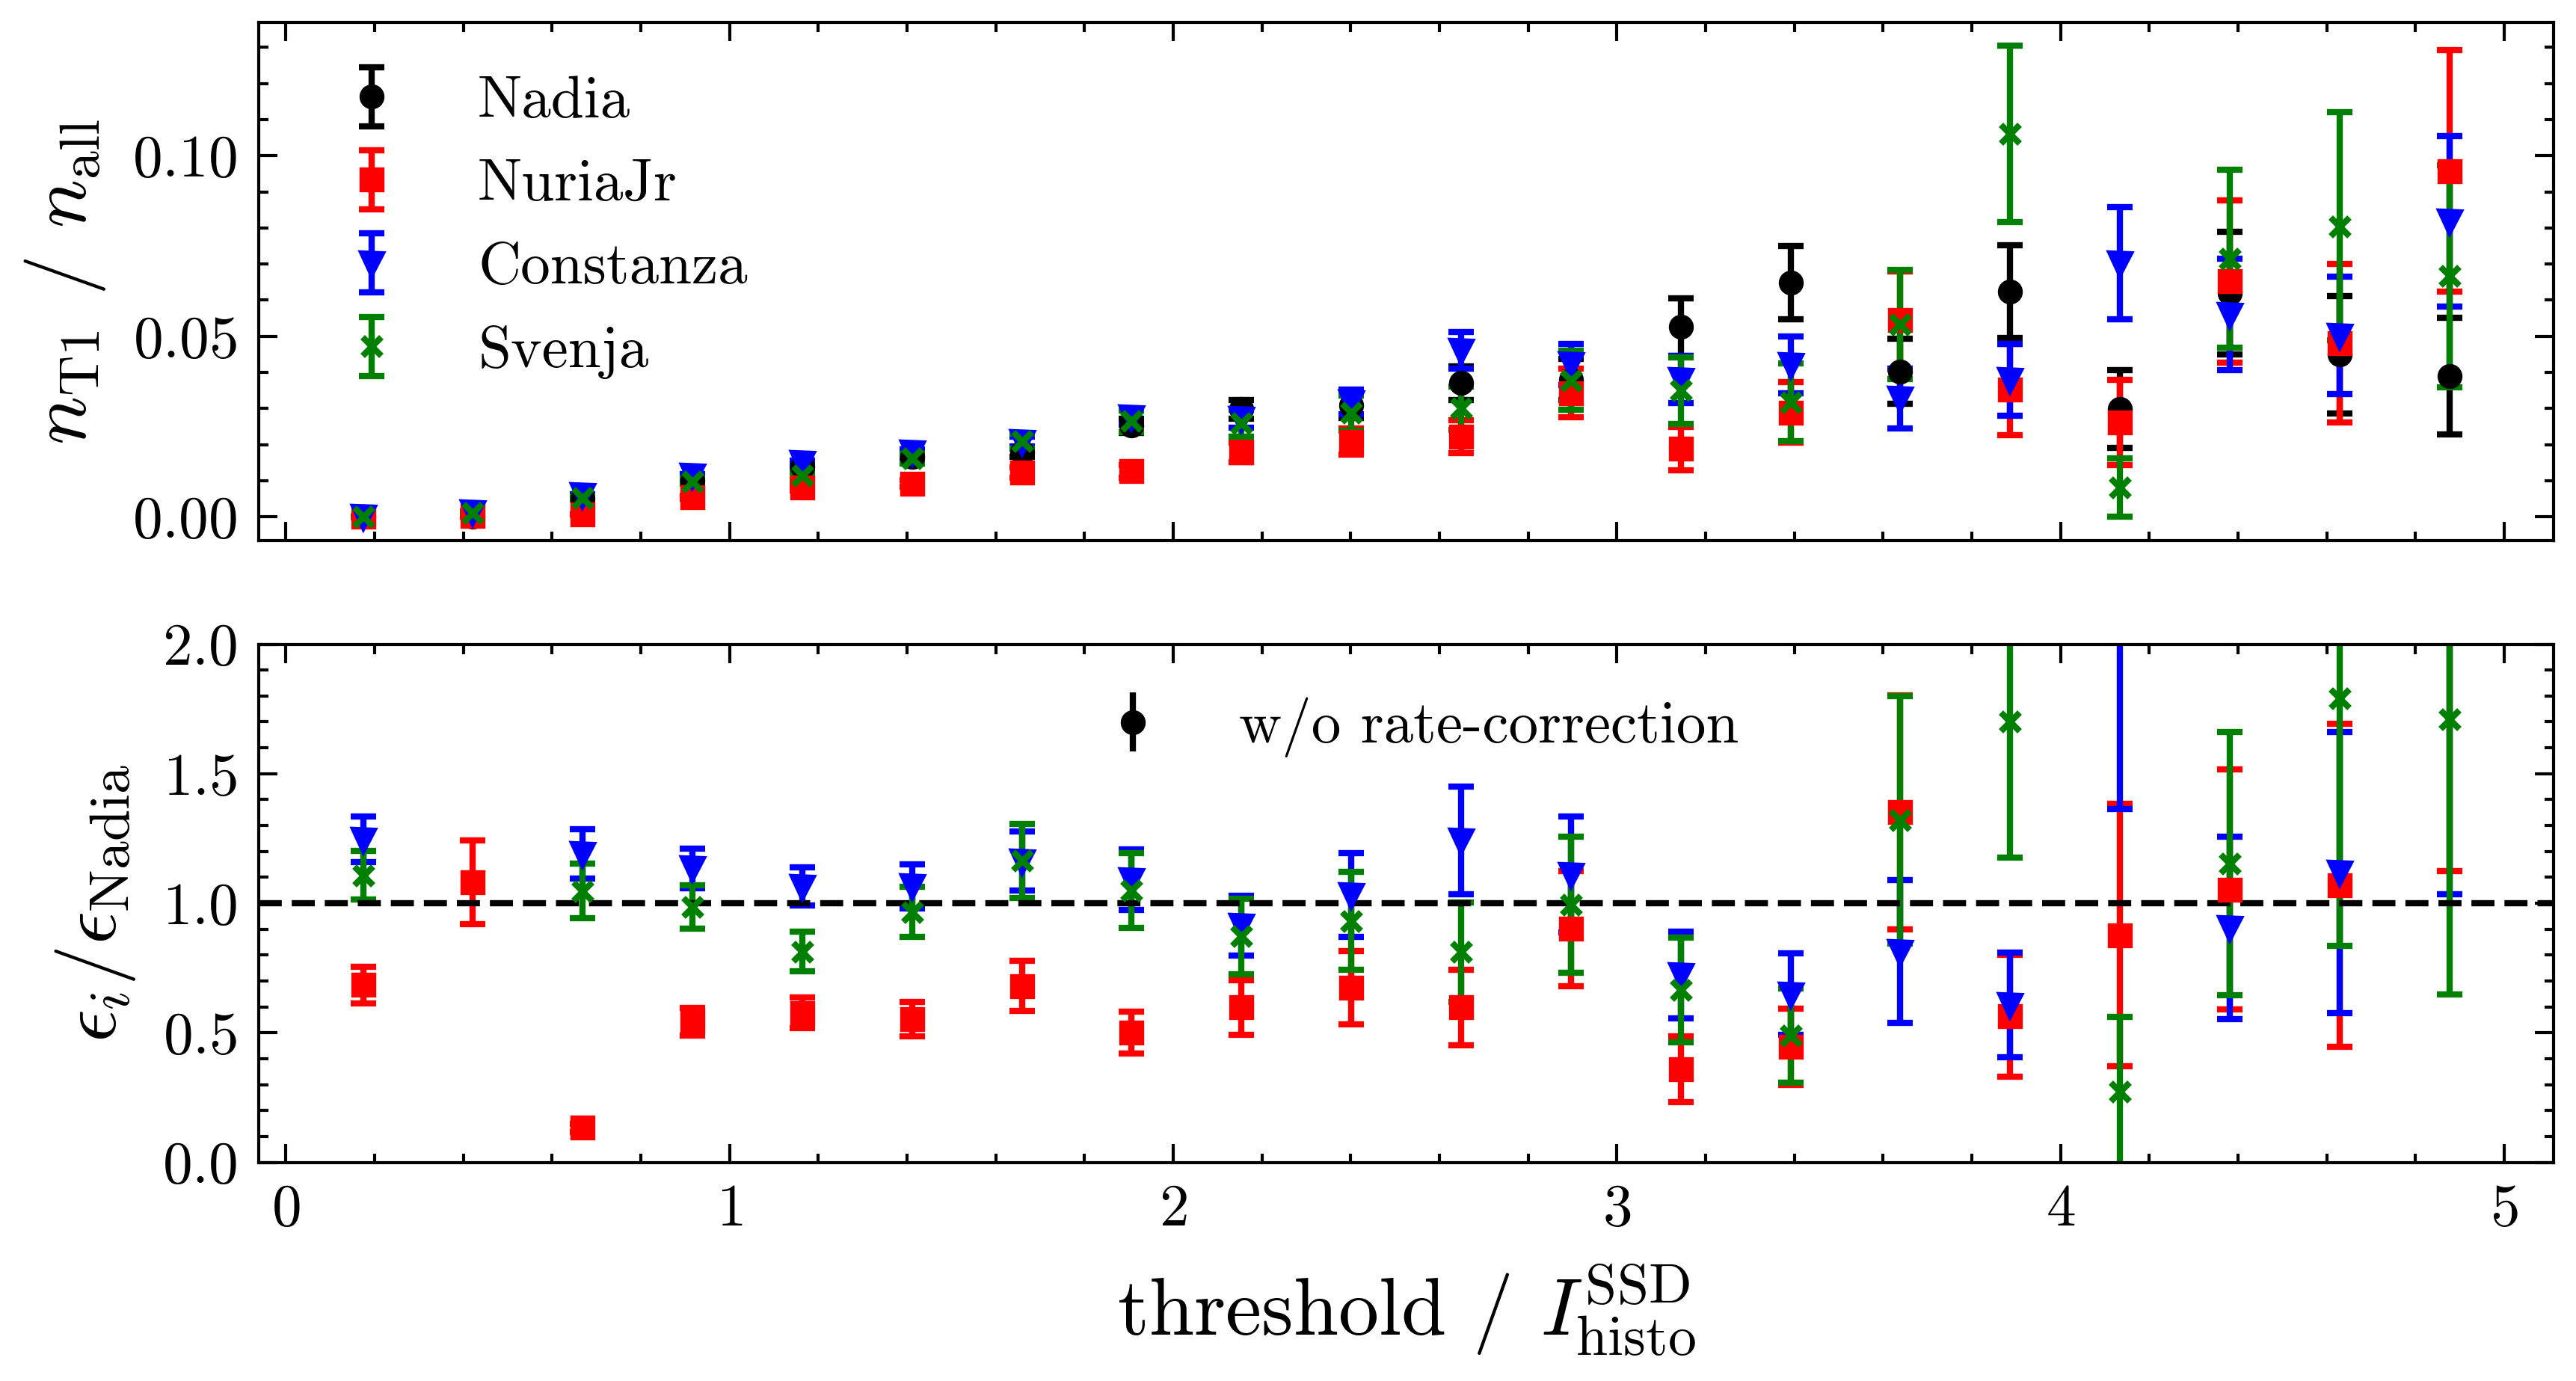 n_T1 / n_all
0.10
0.05
0.00
Nadia
NuriaJr
Constanza
Svenja
ϵ_i / ϵ_Nadia
2.0
1.5
1.0
0.5
0.0
w/o rate-correction
0 1 2 3 4 5
threshold / I_histo^SSD